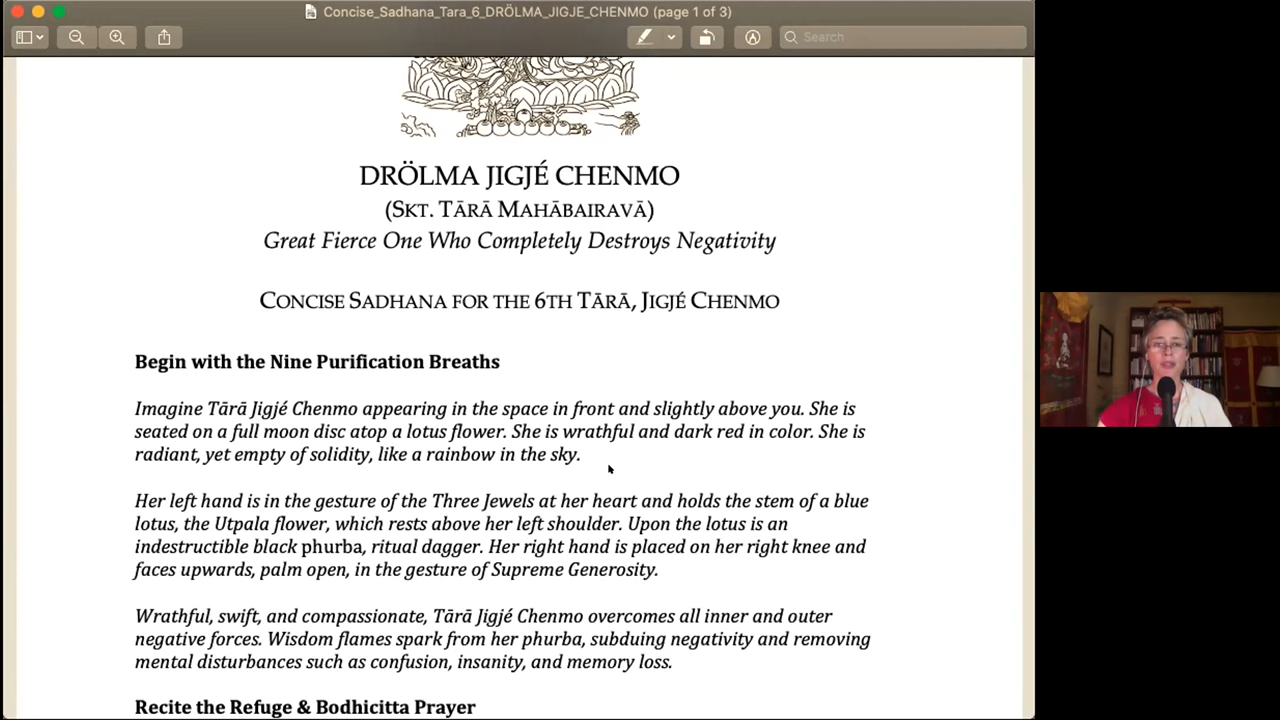 Concise_Sadhana_Tara_6_DRÖLMA_JIGJE_CHENMO (page 1 of 3)
Search
DRÖLMA JIGJÉ CHENMO
(SKT. TĀRĀ MAHĀBAIRAVĀ)
Great Fierce One Who Completely Destroys Negativity
CONCISE SADHANA FOR THE 6TH TĀRĀ, JIGJÉ CHENMO
Begin with the Nine Purification Breaths
Imagine Tārā Jigjé Chenmo appearing in the space in front and slightly above you. She is
seated on a full moon disc atop a lotus flower. She is wrathful and dark red in color. She is
radiant, yet empty of solidity, like a rainbow in the sky.
Her left hand is in the gesture of the Three Jewels at her heart and holds the stem of a blue
lotus, the Utpala flower, which rests above her left shoulder. Upon the lotus is an
indestructible black phurba, ritual dagger. Her right hand is placed on her right knee and
faces upwards, palm open, in the gesture of Supreme Generosity.
Wrathful, swift, and compassionate, Tārā Jigjé Chenmo overcomes all inner and outer
negative forces. Wisdom flames spark from her phurba, subduing negativity and removing
mental disturbances such as confusion, insanity, and memory loss.
Recite the Refuge & Bodhicitta Prayer